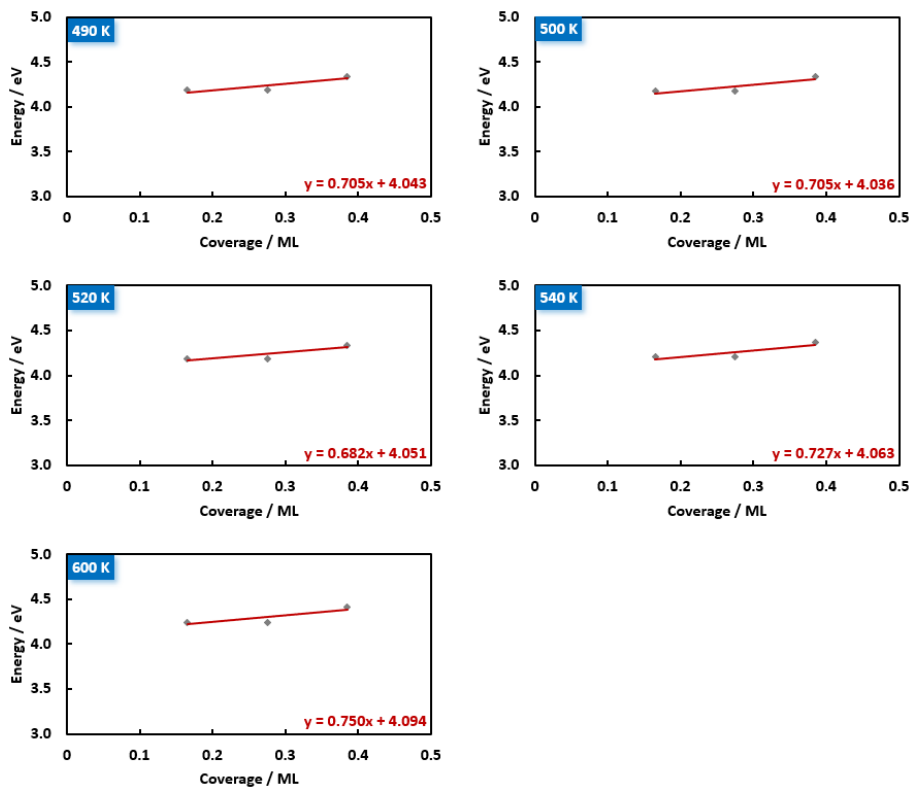 490 K
5.0
4.5
4.0
3.5
3.0
Energy / eV
y = 0.705x + 4.043
0 0.1 0.2 0.3 0.4 0.5
Coverage / ML
500 K
5.0
4.5
4.0
3.5
3.0
Energy / eV
y = 0.705x + 4.036
0 0.1 0.2 0.3 0.4 0.5
Coverage / ML
520 K
5.0
4.5
4.0
3.5
3.0
Energy / eV
y = 0.682x + 4.051
0 0.1 0.2 0.3 0.4 0.5
Coverage / ML
540 K
5.0
4.5
4.0
3.5
3.0
Energy / eV
y = 0.727x + 4.063
0 0.1 0.2 0.3 0.4 0.5
Coverage / ML
600 K
5.0
4.5
4.0
3.5
3.0
Energy / eV
y = 0.750x + 4.094
0 0.1 0.2 0.3 0.4 0.5
Coverage / ML